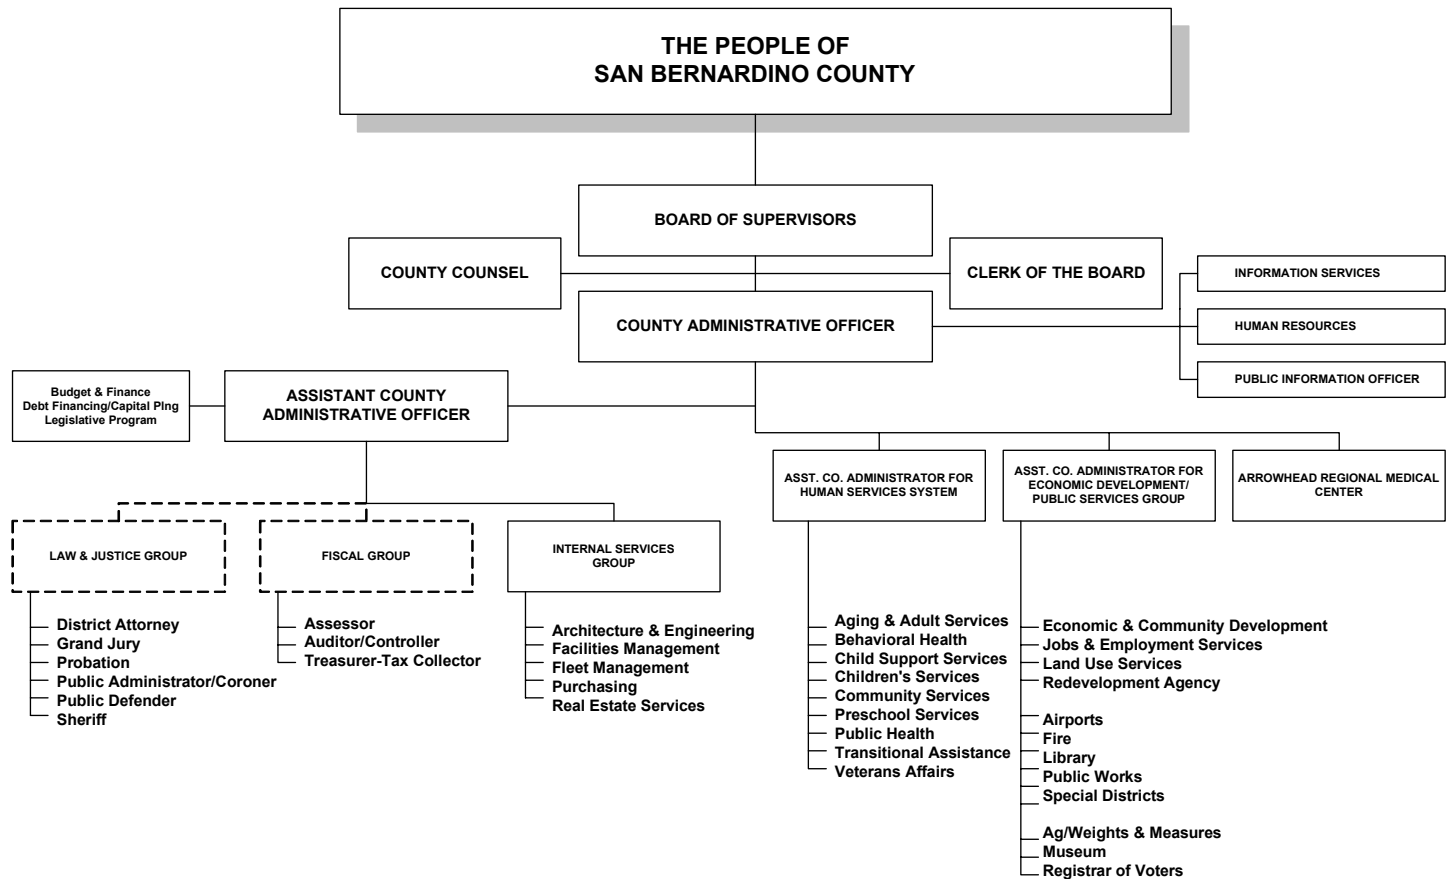 THE PEOPLE OF
SAN BERNARDINO COUNTY
BOARD OF SUPERVISORS
COUNTY COUNSEL
CLERK OF THE BOARD
INFORMATION SERVICES
COUNTY ADMINISTRATIVE OFFICER
HUMAN RESOURCES
PUBLIC INFORMATION OFFICER
Budget & Finance
Debt Financing/Capital Plng
Legislative Program
ASSISTANT COUNTY
ADMINISTRATIVE OFFICER
ASST. CO. ADMINISTRATOR FOR
HUMAN SERVICES SYSTEM
ASST. CO. ADMINISTRATOR FOR
ECONOMIC DEVELOPMENT/
PUBLIC SERVICES GROUP
ARROWHEAD REGIONAL MEDICAL
CENTER
LAW & JUSTICE GROUP
FISCAL GROUP
INTERNAL SERVICES
GROUP
District Attorney
Grand Jury
Probation
Public Administrator/Coroner
Public Defender
Sheriff
Assessor
Auditor/Controller
Treasurer-Tax Collector
Architecture & Engineering
Facilities Management
Fleet Management
Purchasing
Real Estate Services
Aging & Adult Services
Behavioral Health
Child Support Services
Children's Services
Community Services
Preschool Services
Public Health
Transitional Assistance
Veterans Affairs
Economic & Community Development
Jobs & Employment Services
Land Use Services
Redevelopment Agency
Airports
Fire
Library
Public Works
Special Districts
Ag/Weights & Measures
Museum
Registrar of Voters